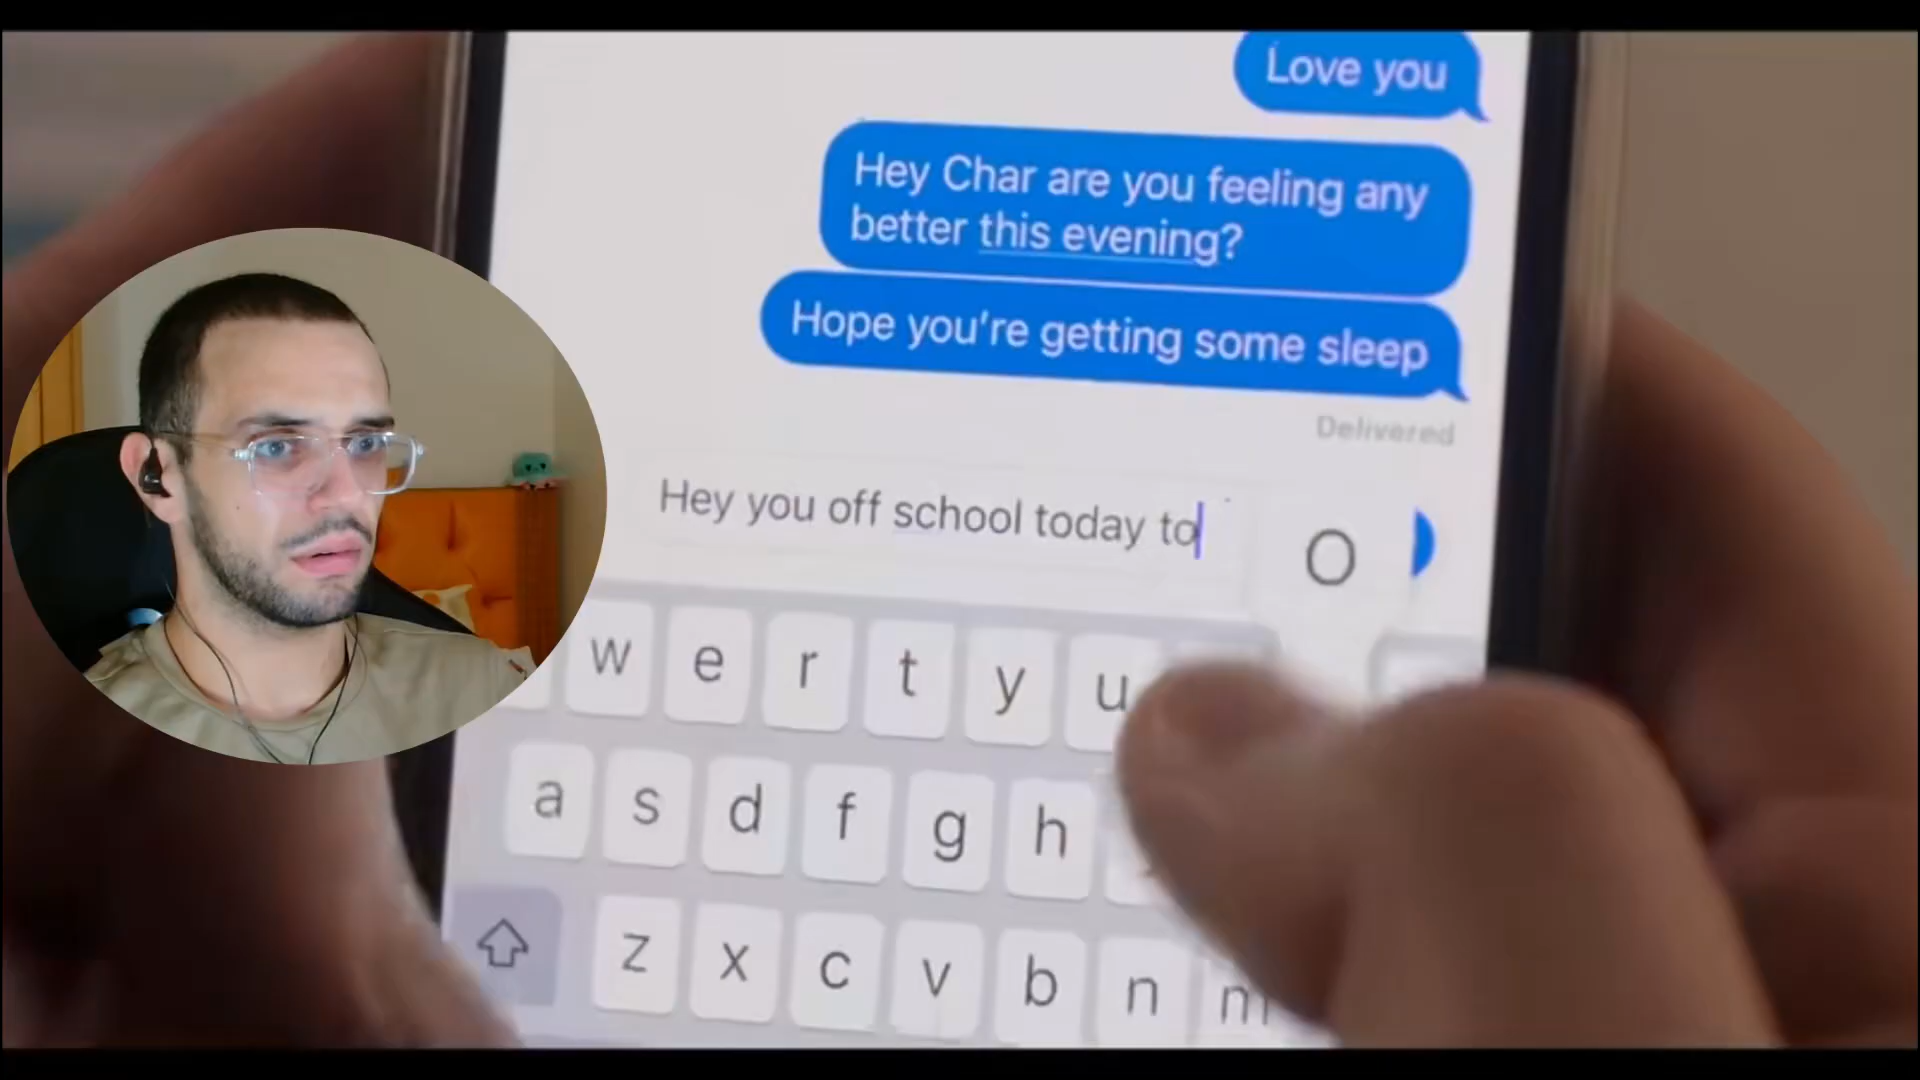 Love you
Hey Char are you feeling any
better this evening?
Hope you're getting some sleep
Delivered
Hey you off school today to
O
w e r t y u
a s d f g h
z x c v b n m